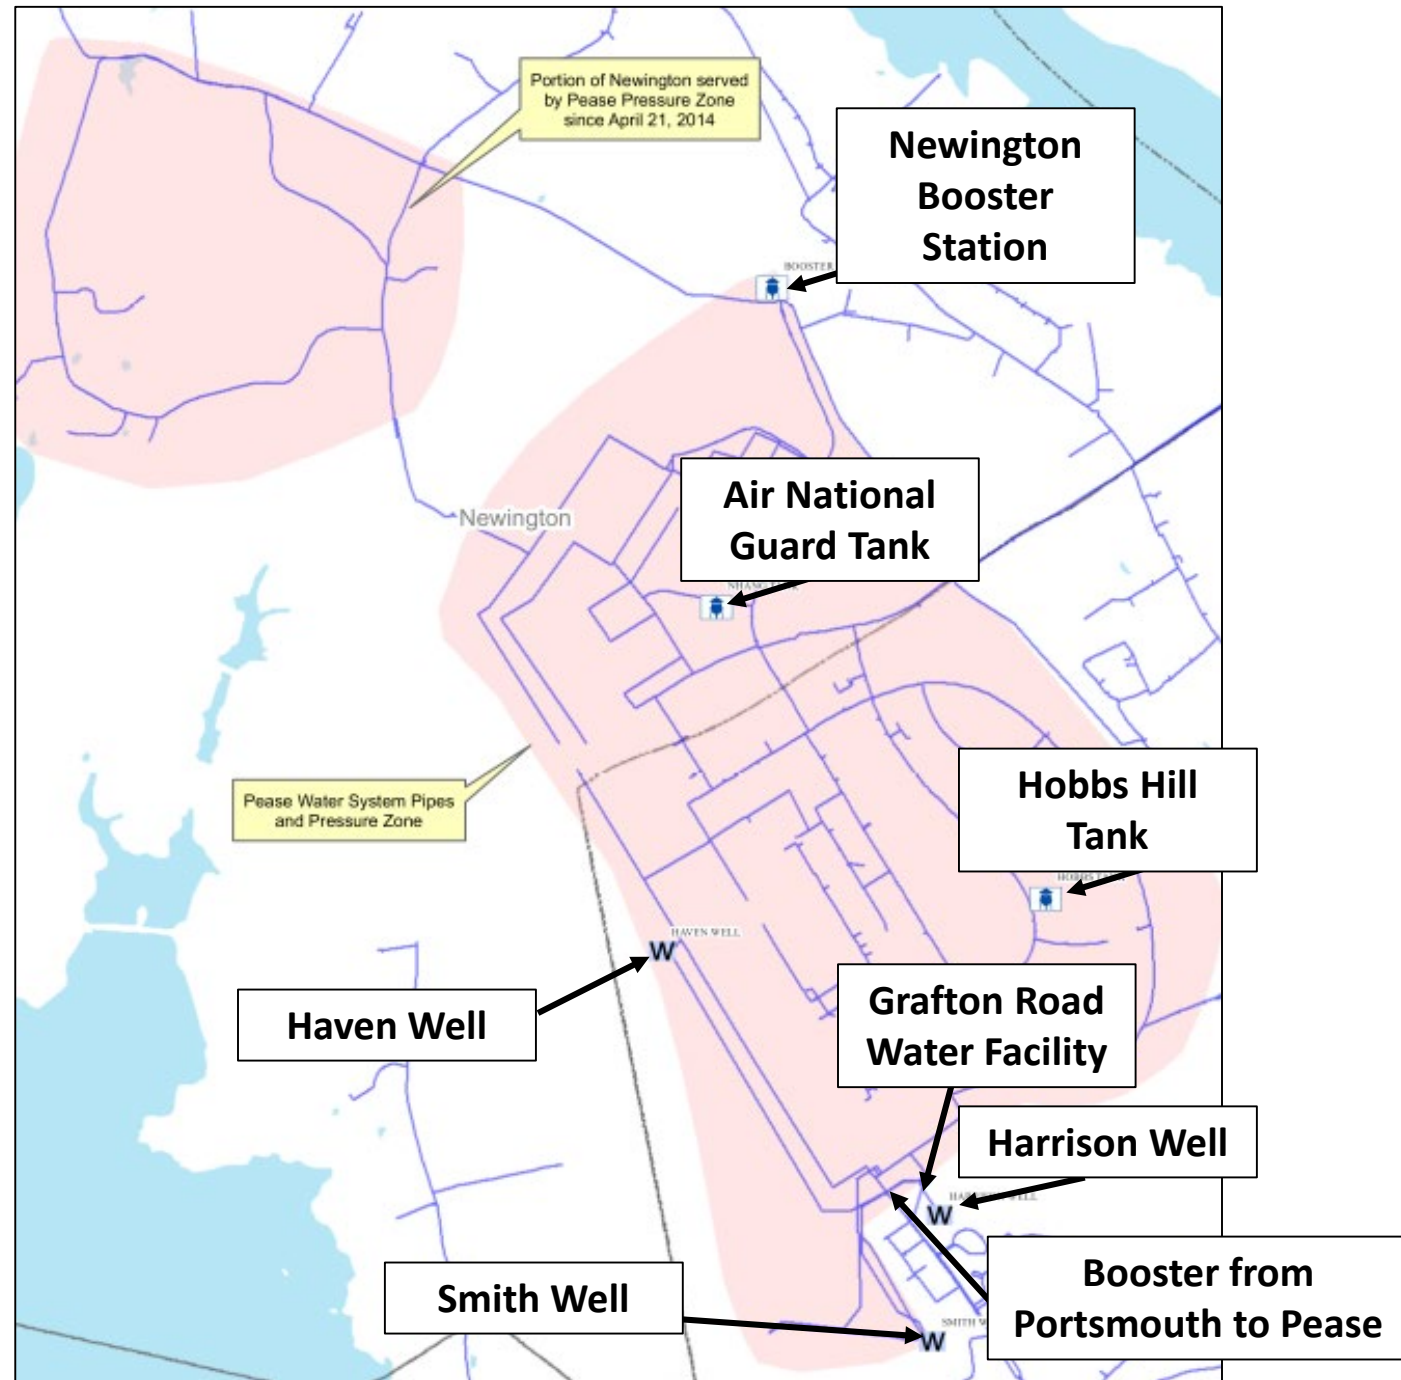 Portion of Newington served
by Pease Pressure Zone
since April 21, 2014
Newington
Booster
Station
BOOSTER
Air National
Guard Tank
Newington
Hobbs Hill
Tank
Pease Water System Pipes
and Pressure Zone
HAVEN WELL
W
Haven Well
Grafton Road
Water Facility
Harrison Well
W
Booster from
Portsmouth to Pease
Smith Well
SMITH W
W